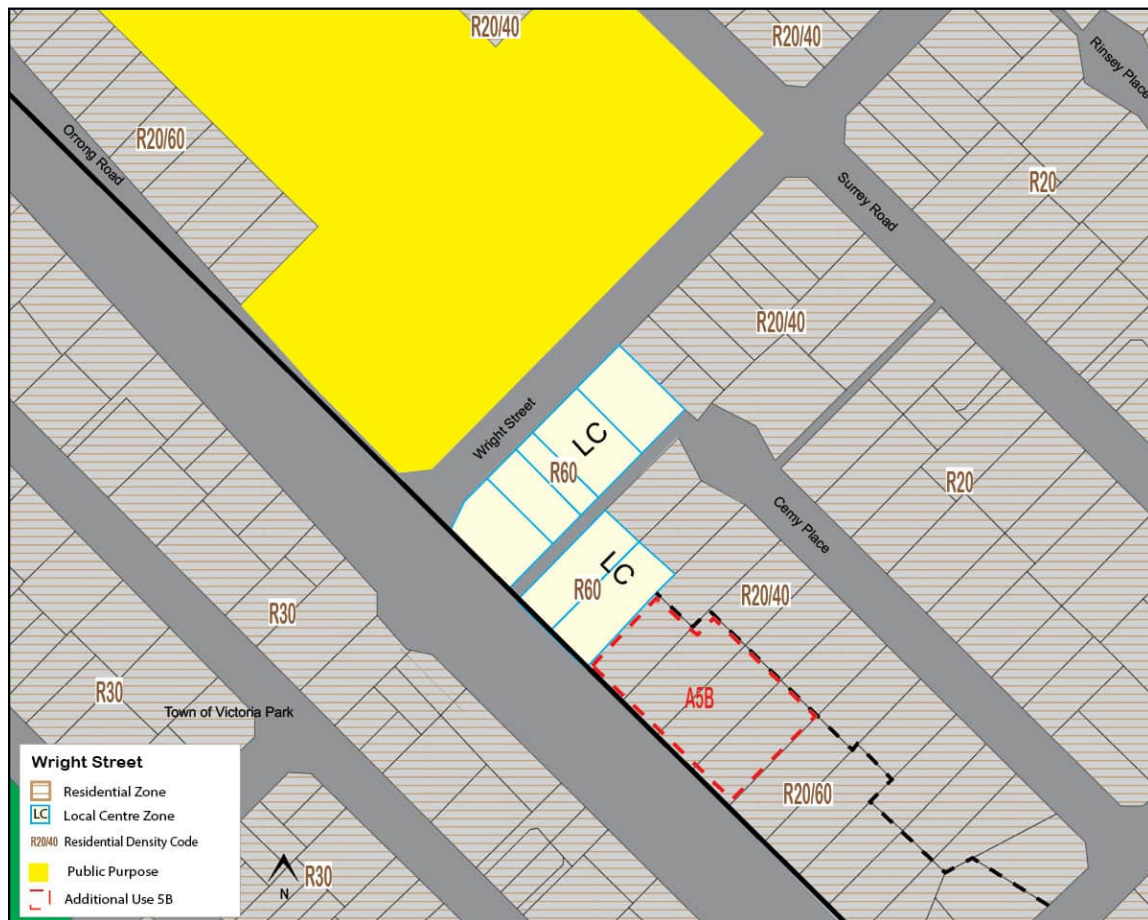 R20/40
R20/40
Rinsey Place
Orrong Road
R20/60
R20
Surrey Road
R20/40
Wright Street
LC
R60
R20
Cemy Place
LC
R60
R20/40
R30
R30
A5B
Town of Victoria Park
R20/60
R30
Wright Street
Residential Zone
LC Local Centre Zone
R20/40 Residential Density Code
Public Purpose
Additional Use 5B
N